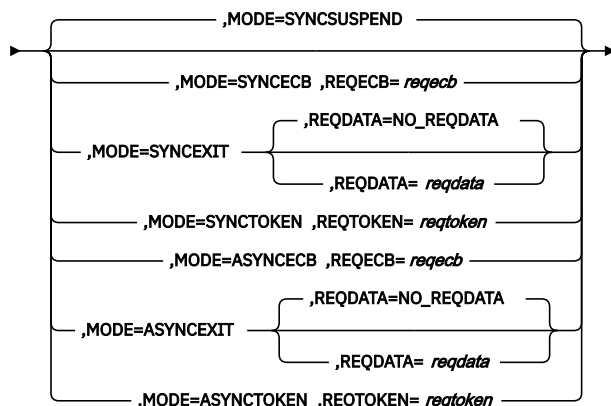 ,MODE=SYNCSUSPEND
,MODE=SYNCECB ,REQECB= reqecb
,REQDATA=NO_REQDATA
,MODE=SYNCEXIT
,REQDATA= reqdata
,MODE=SYNCTOKEN ,REQTOKEN= reqtoken
,MODE=ASYNCECB ,REQECB= reqecb
,REQDATA=NO_REQDATA
,MODE=ASYNCEXIT
,REQDATA= reqdata
,MODE=ASYNCTOKEN ,REQTOKEN= reqtoken